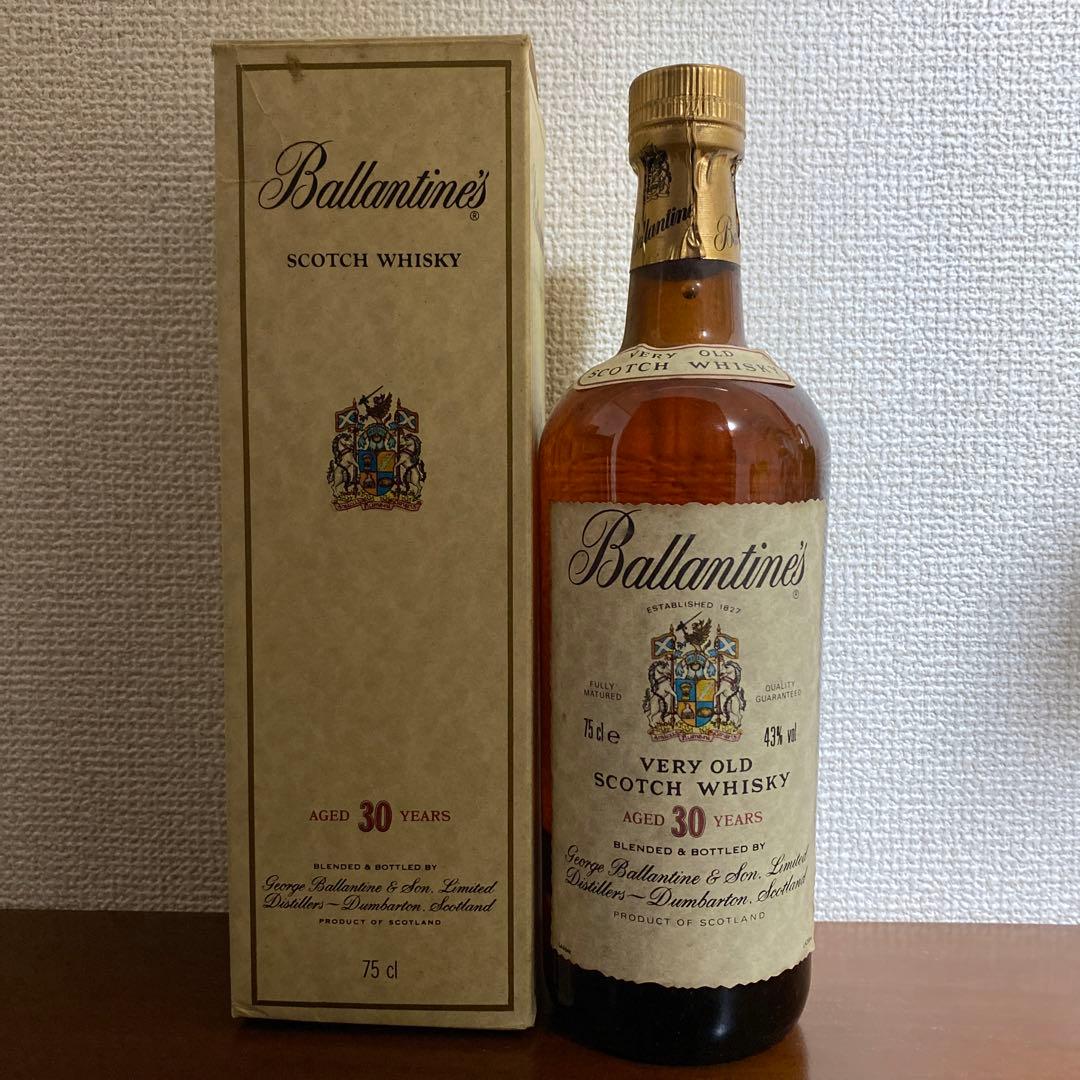 Ballantine's
®
SCOTCH WHISKY
AGED 30 YEARS
BLENDED & BOTTLED BY
George Ballantine & Son, Limited
Distillers — Dumbarton, Scotland
PRODUCT OF SCOTLAND
75 cl
VERY OLD
SCOTCH WHISKY
Ballantine's
®
ESTABLISHED 1827
FULLY
MATURED
QUALITY
GUARANTEED
75 cl e
43% vol
VERY OLD
SCOTCH WHISKY
AGED 30 YEARS
BLENDED & BOTTLED BY
George Ballantine & Son, Limited
Distillers — Dumbarton, Scotland
PRODUCT OF SCOTLAND